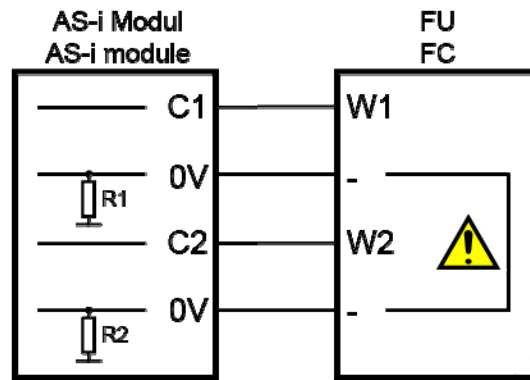 AS-i Modul
AS-i module
FU
FC
C1
W1
0V
-
R1
C2
W2
0V
-
R2